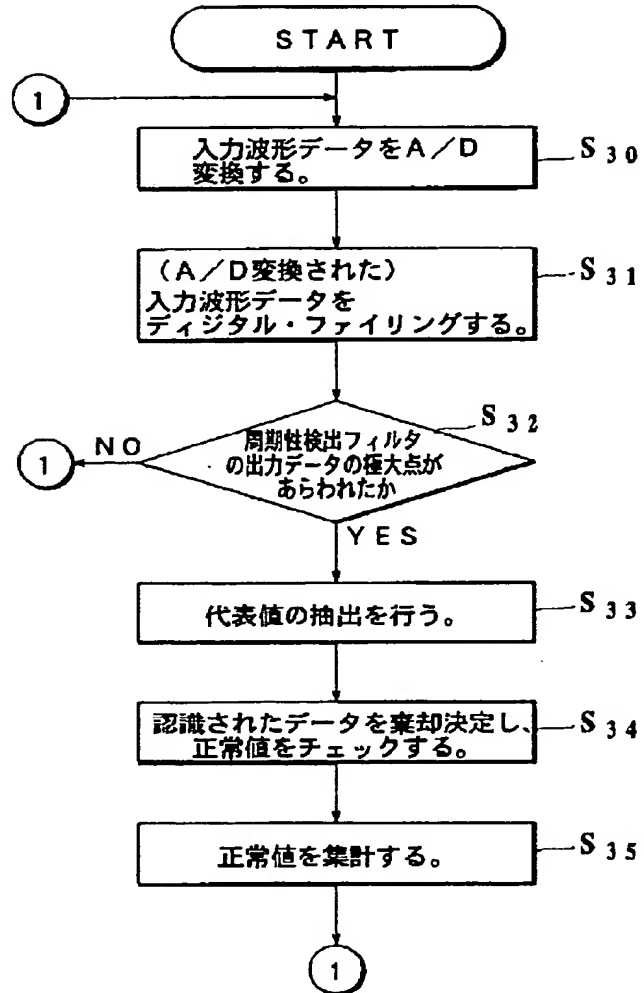 START
1
入力波形データをA/D
変換する。
S30
(A/D変換された)
入力波形データを
ディジタル・ファイリングする。
S31
周期性検出フィルタ
の出力データの極大点が
あらわれたか
S32
NO
1
YES
代表値の抽出を行う。
S33
認識されたデータを棄却決定し、
正常値をチェックする。
S34
正常値を集計する。
S35
1